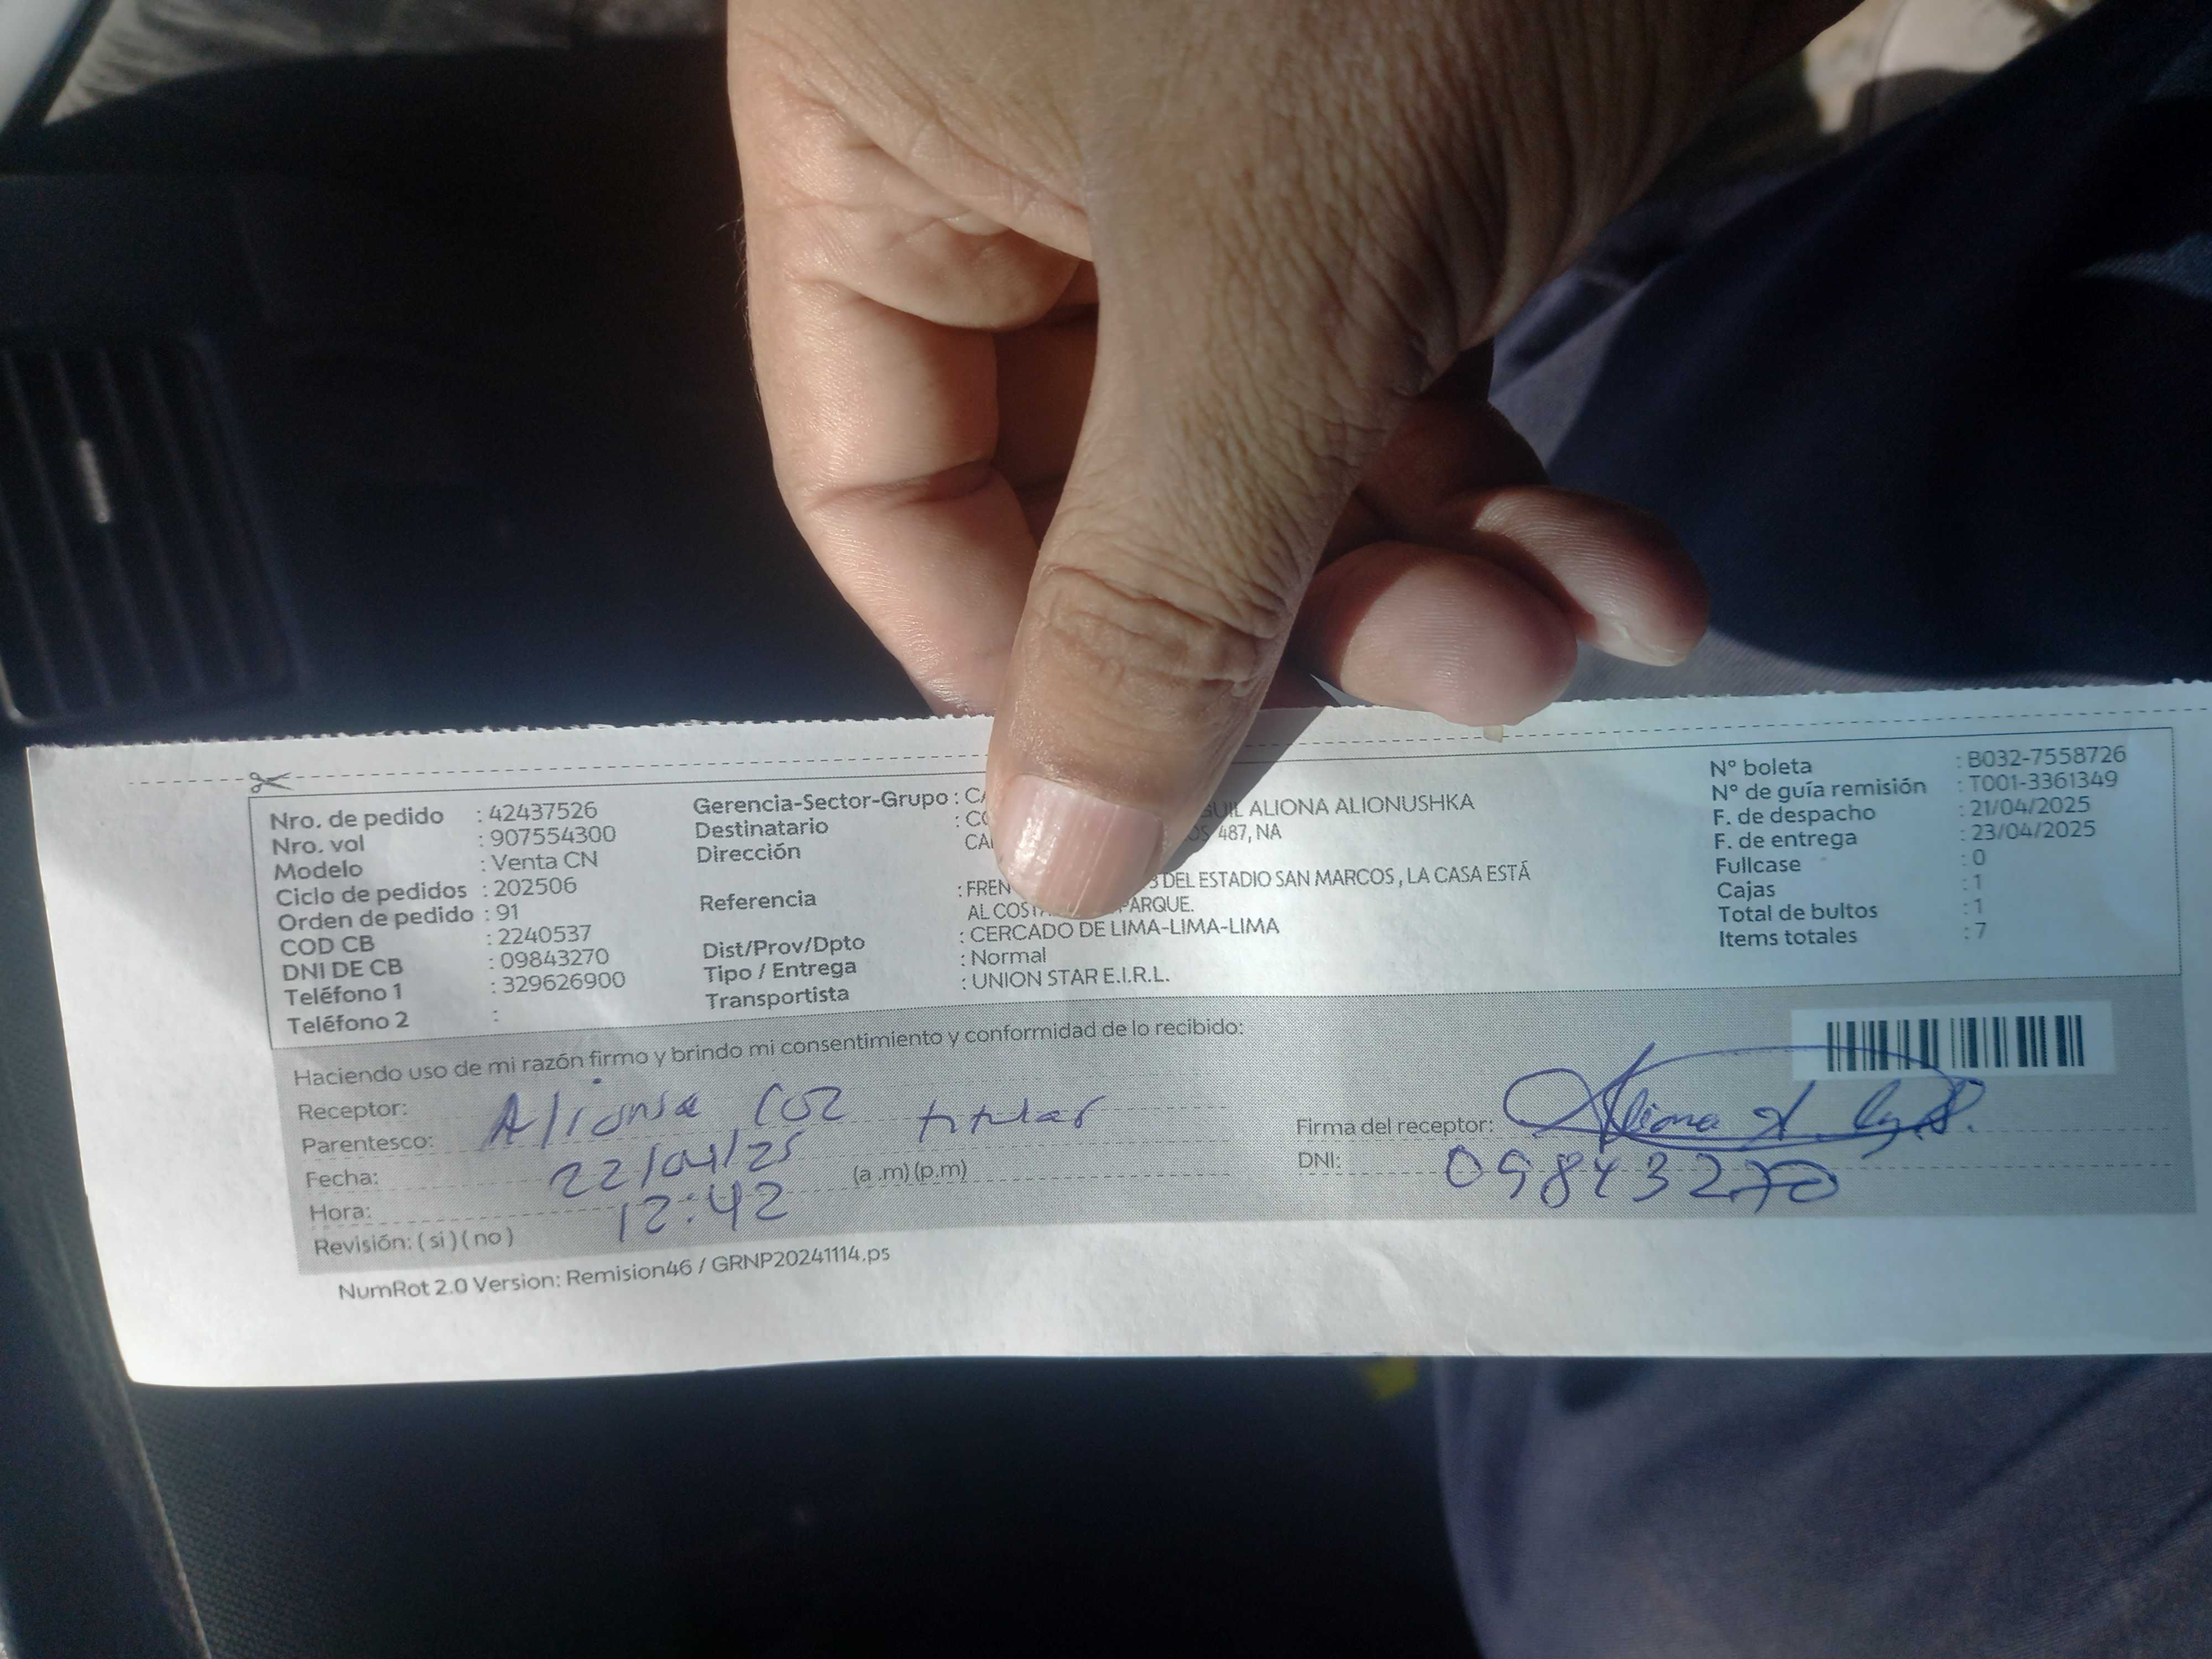 Nro. de pedido : 42437526
Nro. vol : 907554300
Modelo : Venta CN
Ciclo de pedidos : 202506
Orden de pedido : 91
COD CB : 2240537
DNI DE CB : 09843270
Teléfono 1 : 329626900
Teléfono 2 :
Gerencia-Sector-Grupo :
Destinatario : ALIONA ALIONUSHKA
Dirección 487, NA
Referencia : DEL ESTADIO SAN MARCOS, LA CASA ESTÁ
AL PARQUE.
Dist/Prov/Dpto : CERCADO DE LIMA-LIMA-LIMA
Tipo / Entrega : Normal
Transportista : UNION STAR E.I.R.L.
N° boleta : B032-7558726
N° de guía remisión : T001-3361349
F. de despacho : 21/04/2025
F. de entrega : 23/04/2025
Fullcase : 0
Cajas : 1
Total de bultos : 1
Items totales : 7
Haciendo uso de mi razón firmo y brindo mi consentimiento y conformidad de lo recibido:
Receptor: Aliona
Parentesco: titular
Fecha: 22/04/25
Hora: 12:42 (a .m) (p.m)
Revisión: ( si ) ( no )
Firma del receptor: Aliona
DNI: 09843270
NumRot 2.0 Version: Remision46 / GRNP20241114.ps